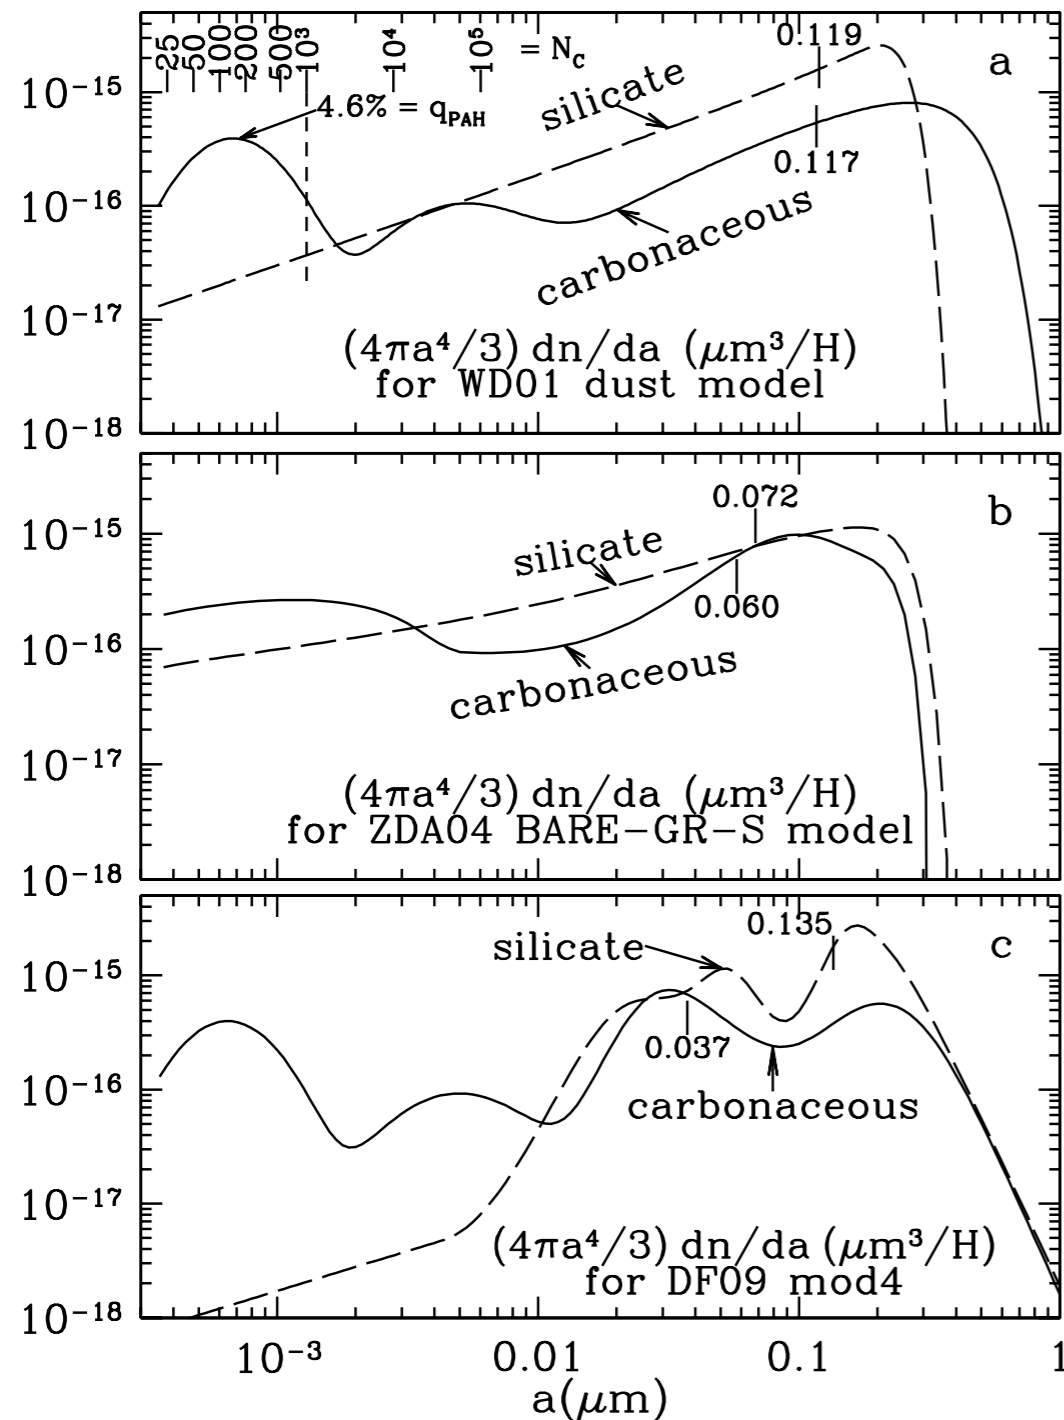 25 50 100 200 500 10³ 10⁴ 10⁵ = N_C
0.119
a
10⁻¹⁵
4.6% = q_PAH
silicate
0.117
10⁻¹⁶
carbonaceous
10⁻¹⁷
(4πa⁴/3) dn/da (μm³/H)
for WD01 dust model
10⁻¹⁸
0.072
b
10⁻¹⁵
silicate
0.060
10⁻¹⁶
carbonaceous
10⁻¹⁷
(4πa⁴/3) dn/da (μm³/H)
for ZDA04 BARE-GR-S model
10⁻¹⁸
0.135
silicate
c
10⁻¹⁵
0.037
10⁻¹⁶
carbonaceous
10⁻¹⁷
(4πa⁴/3) dn/da (μm³/H)
for DF09 mod4
10⁻¹⁸
10⁻³ 0.01 0.1 1
a(μm)